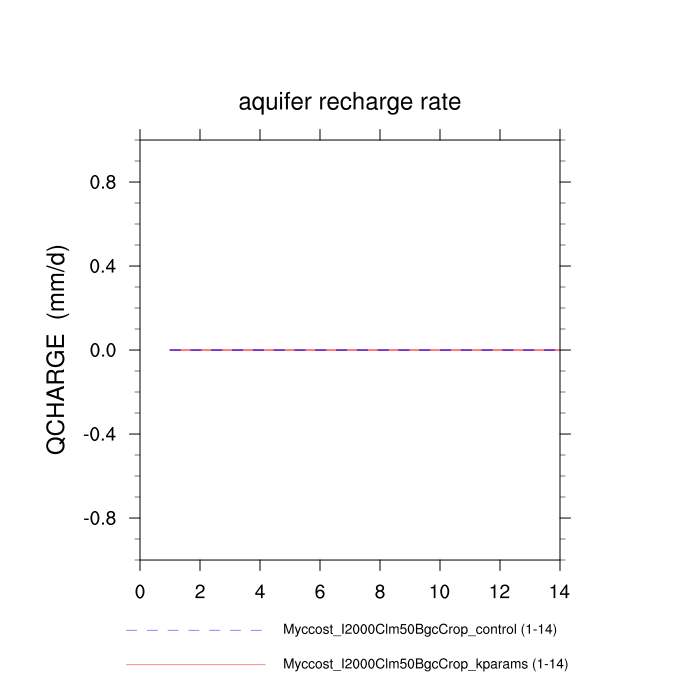 aquifer recharge rate
QCHARGE (mm/d)
0.8
0.4
0.0
-0.4
-0.8
0 2 4 6 8 10 12 14
Myccost_I2000Clm50BgcCrop_control (1-14)
Myccost_I2000Clm50BgcCrop_kparams (1-14)